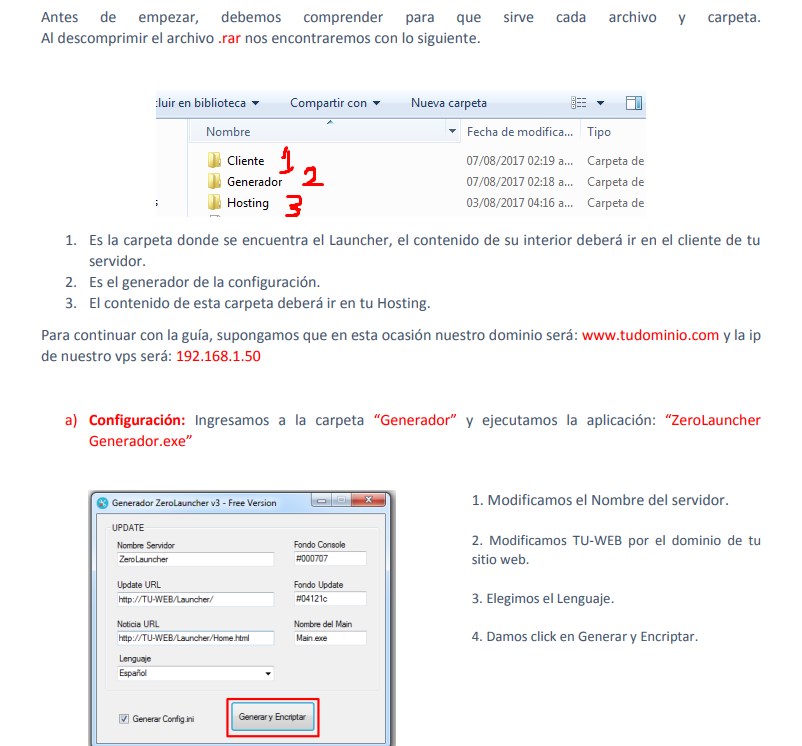 Antes de empezar, debemos comprender para que sirve cada archivo y carpeta.
Al descomprimir el archivo .rar nos encontraremos con lo siguiente.
cluir en biblioteca Compartir con Nueva carpeta
Nombre Fecha de modifica... Tipo
Cliente 1 07/08/2017 02:19 a... Carpeta de
Generador 2 07/08/2017 02:18 a... Carpeta de
Hosting 3 03/08/2017 04:16 a... Carpeta de
1. Es la carpeta donde se encuentra el Launcher, el contenido de su interior deberá ir en el cliente de tu
servidor.
2. Es el generador de la configuración.
3. El contenido de esta carpeta deberá ir en tu Hosting.
Para continuar con la guía, supongamos que en esta ocasión nuestro dominio será: www.tudominio.com y la ip
de nuestro vps será: 192.168.1.50
a) Configuración: Ingresamos a la carpeta “Generador” y ejecutamos la aplicación: “ZeroLauncher
Generador.exe”
Generador ZeroLauncher v3 - Free Version
UPDATE
Nombre Servidor Fondo Console
ZeroLauncher #000707
Update URL Fondo Update
http://TU-WEB/Launcher/ #04121c
Noticia URL Nombre del Main
http://TU-WEB/Launcher/Home.html Main.exe
Lenguaje
Español
Generar Config.ini Generar y Encriptar
1. Modificamos el Nombre del servidor.
2. Modificamos TU-WEB por el dominio de tu
sitio web.
3. Elegimos el Lenguaje.
4. Damos click en Generar y Encriptar.